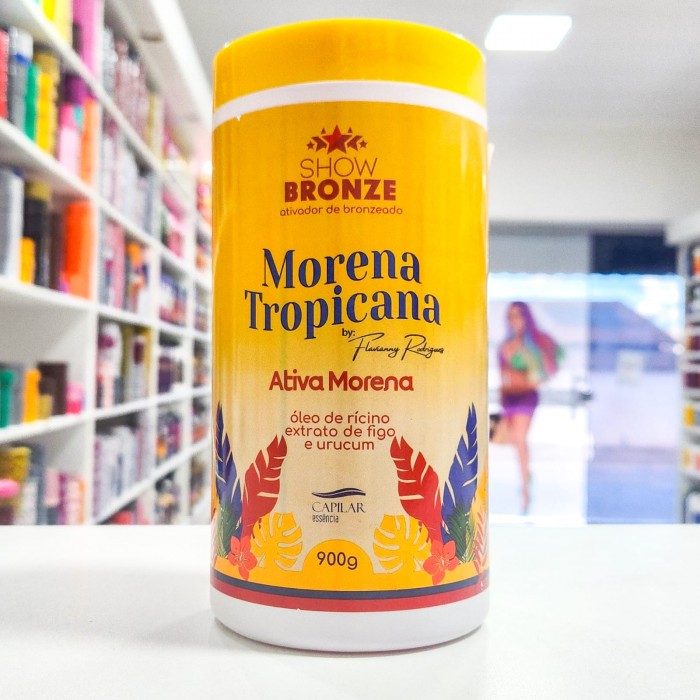 SHOW
BRONZE
ativador de bronzeado
Morena
Tropicana
by:
Flavianny Rodrigues
Ativa Morena
óleo de rícino
extrato de figo
e urucum
CAPILAR
essência
900g